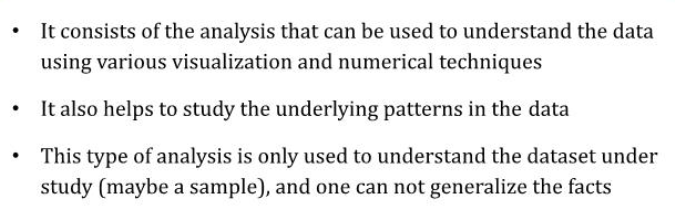 • It consists of the analysis that can be used to understand the data
using various visualization and numerical techniques
• It also helps to study the underlying patterns in the data
• This type of analysis is only used to understand the dataset under
study (maybe a sample), and one can not generalize the facts